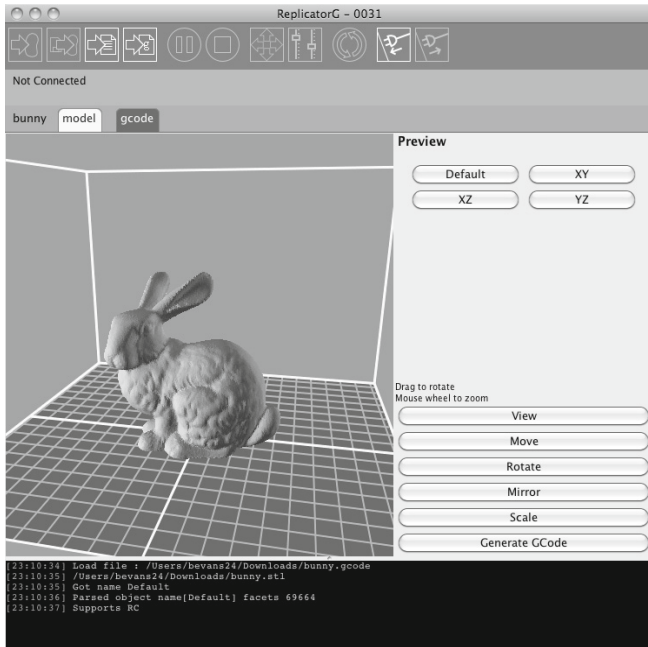 ReplicatorG – 0031
Not Connected
bunny model gcode
Preview
Default XY
XZ YZ
Drag to rotate
Mouse wheel to zoom
View
Move
Rotate
Mirror
Scale
Generate GCode
[23:10:34] Load file : /Users/bevans24/Downloads/bunny.gcode
[23:10:35] /Users/bevans24/Downloads/bunny.stl
[23:10:35] Got name Default
[23:10:36] Parsed object name[Default] facets 69664
[23:10:37] Supports RC